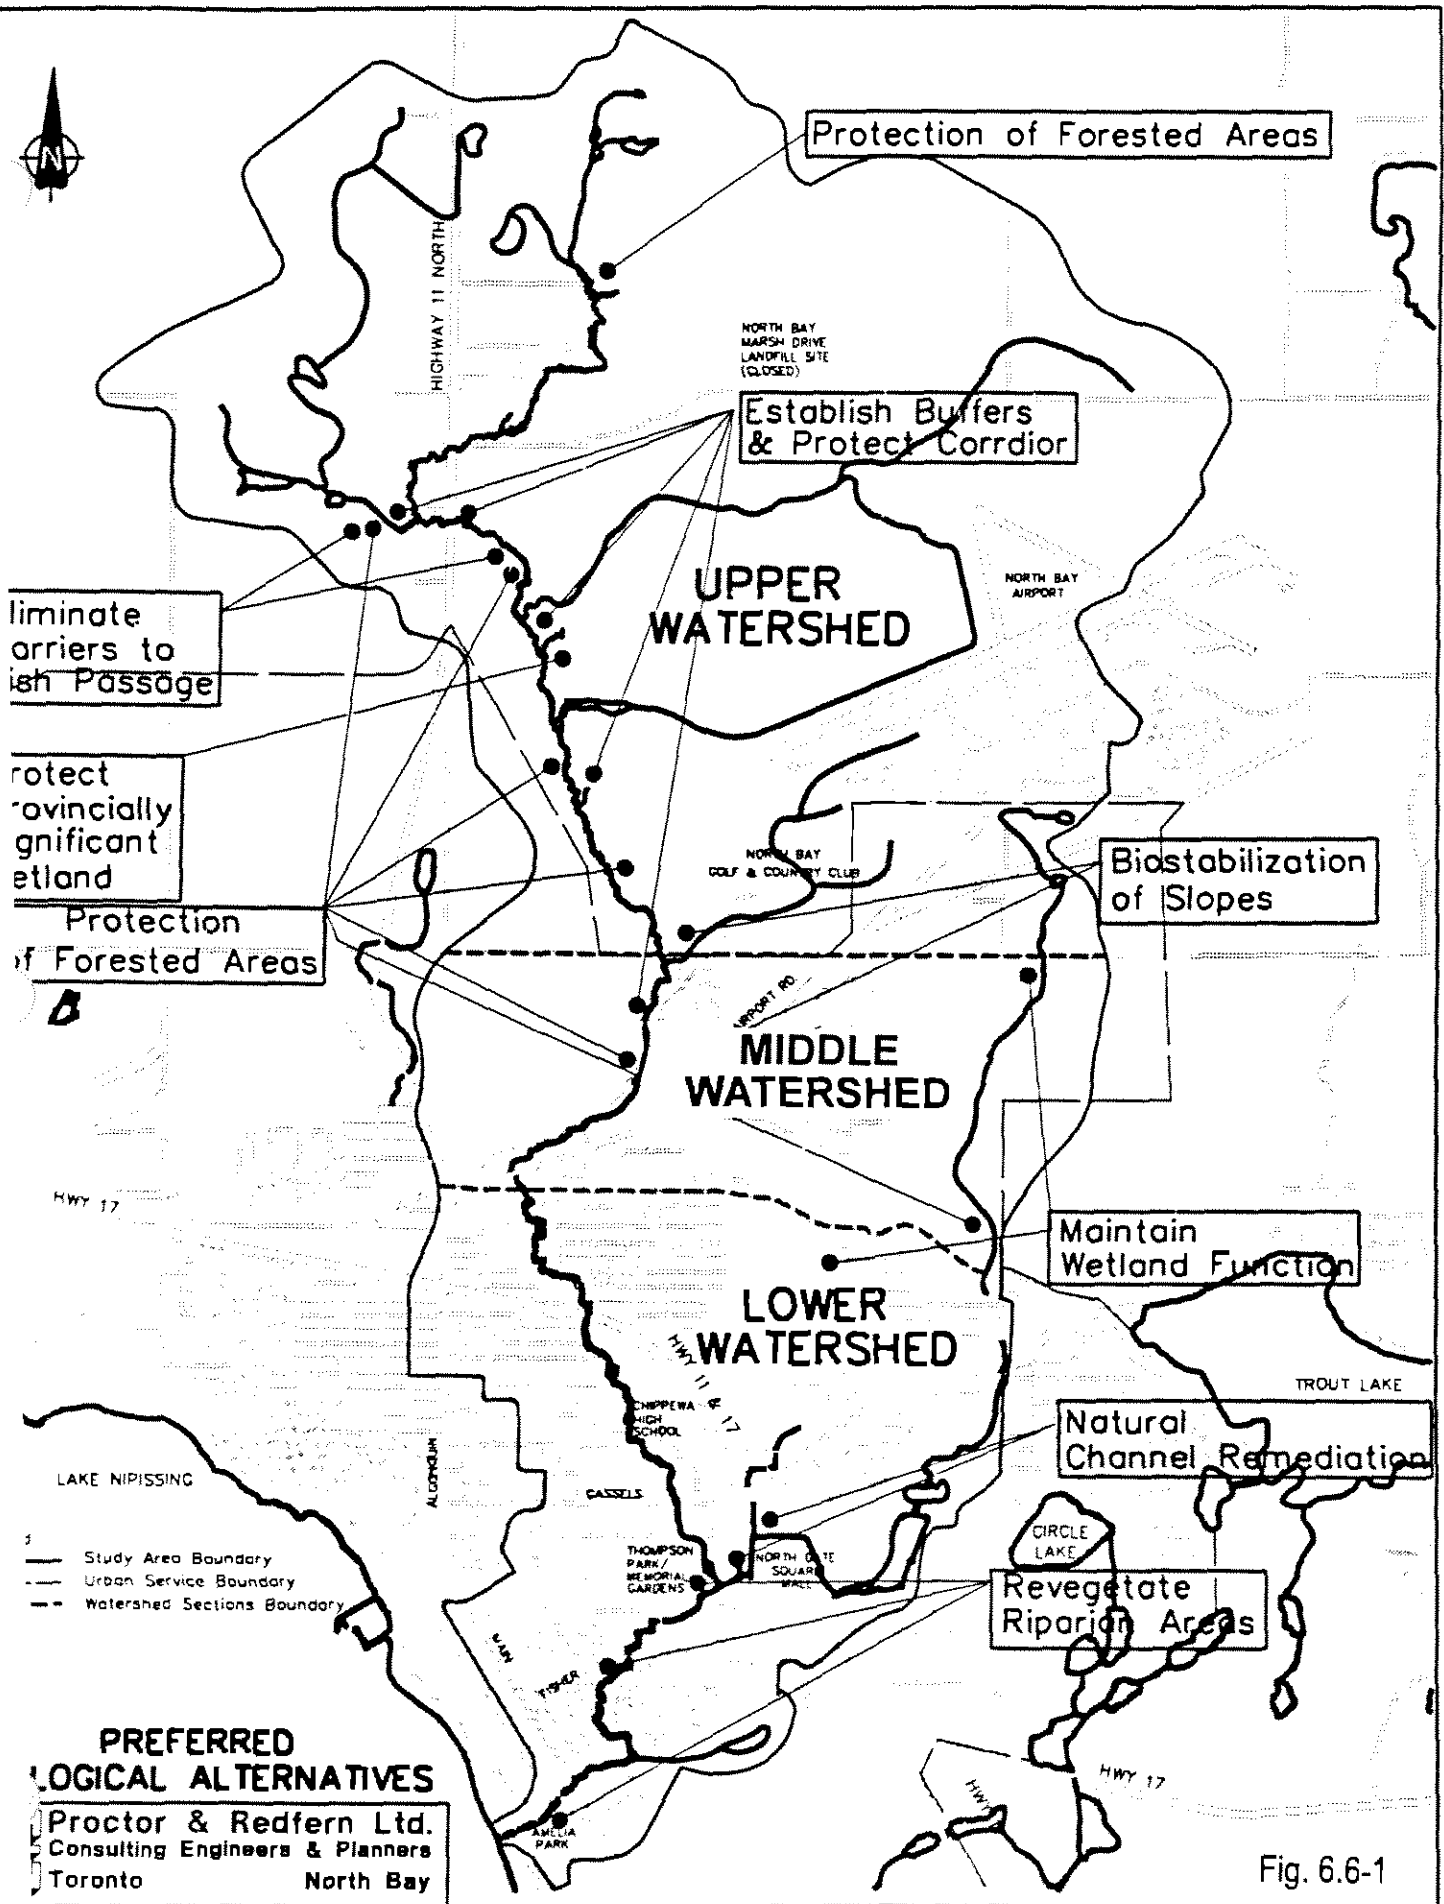 N
Protection of Forested Areas
HIGHWAY 11 NORTH
NORTH BAY
MARSH DRIVE
LANDFILL SITE
(CLOSED)
Establish Buffers
& Protect Corrdior
UPPER
WATERSHED
NORTH BAY
AIRPORT
liminate
arriers to
ish Passage
rotect
rovincially
gnificant
etland
Protection
of Forested Areas
NORTH BAY
GOLF & COUNTRY CLUB
Biostabilization
of Slopes
RPORT RD.
MIDDLE
WATERSHED
HWY 17
Maintain
Wetland Function
LOWER
WATERSHED
HWY 11 & 17
TROUT LAKE
CHIPPEWA
HIGH
SCHOOL
Natural
Channel Remediation
LAKE NIPISSING
ALGONQUIN
CASSELS
CIRCLE
LAKE
Study Area Boundary
Urban Service Boundary
Watershed Sections Boundary
THOMPSON
PARK/
MEMORIAL
GARDENS
NORTH GATE
SQUARE
MALL
Revegetate
Riparian Areas
MAIN
FISHER
PREFERRED
LOGICAL ALTERNATIVES
HWY 17
HWY
Proctor & Redfern Ltd.
Consulting Engineers & Planners
Toronto North Bay
AMELIA
PARK
Fig. 6.6-1